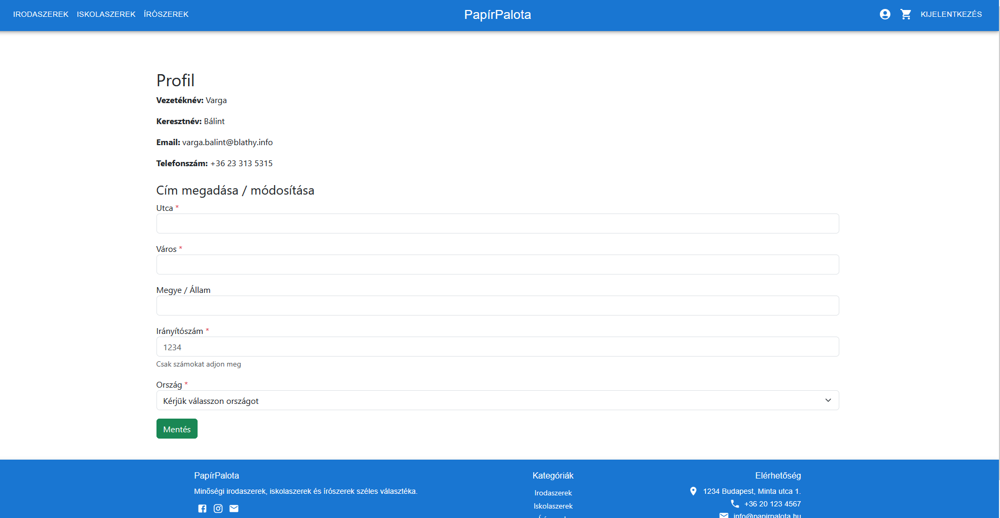 IRODASZEREK ISKOLASZEREK ÍRÓSZEREK PapírPalota KIJELENTKEZÉS
Profil
Vezetéknév: Varga
Keresztnév: Bálint
Email: varga.balint@blathy.info
Telefonszám: +36 23 313 5315
Cím megadása / módosítása
Utca *
Város *
Megye / Állam
Irányítószám *
1234
Csak számokat adjon meg
Ország *
Kérjük válasszon országot
Mentés
PapírPalota
Minőségi irodaszerek, iskolaszerek és írószerek széles választéka.
Kategóriák
Irodaszerek
Iskolaszerek
Elérhetőség
1234 Budapest, Minta utca 1.
+36 20 123 4567
info@papirpalota.hu